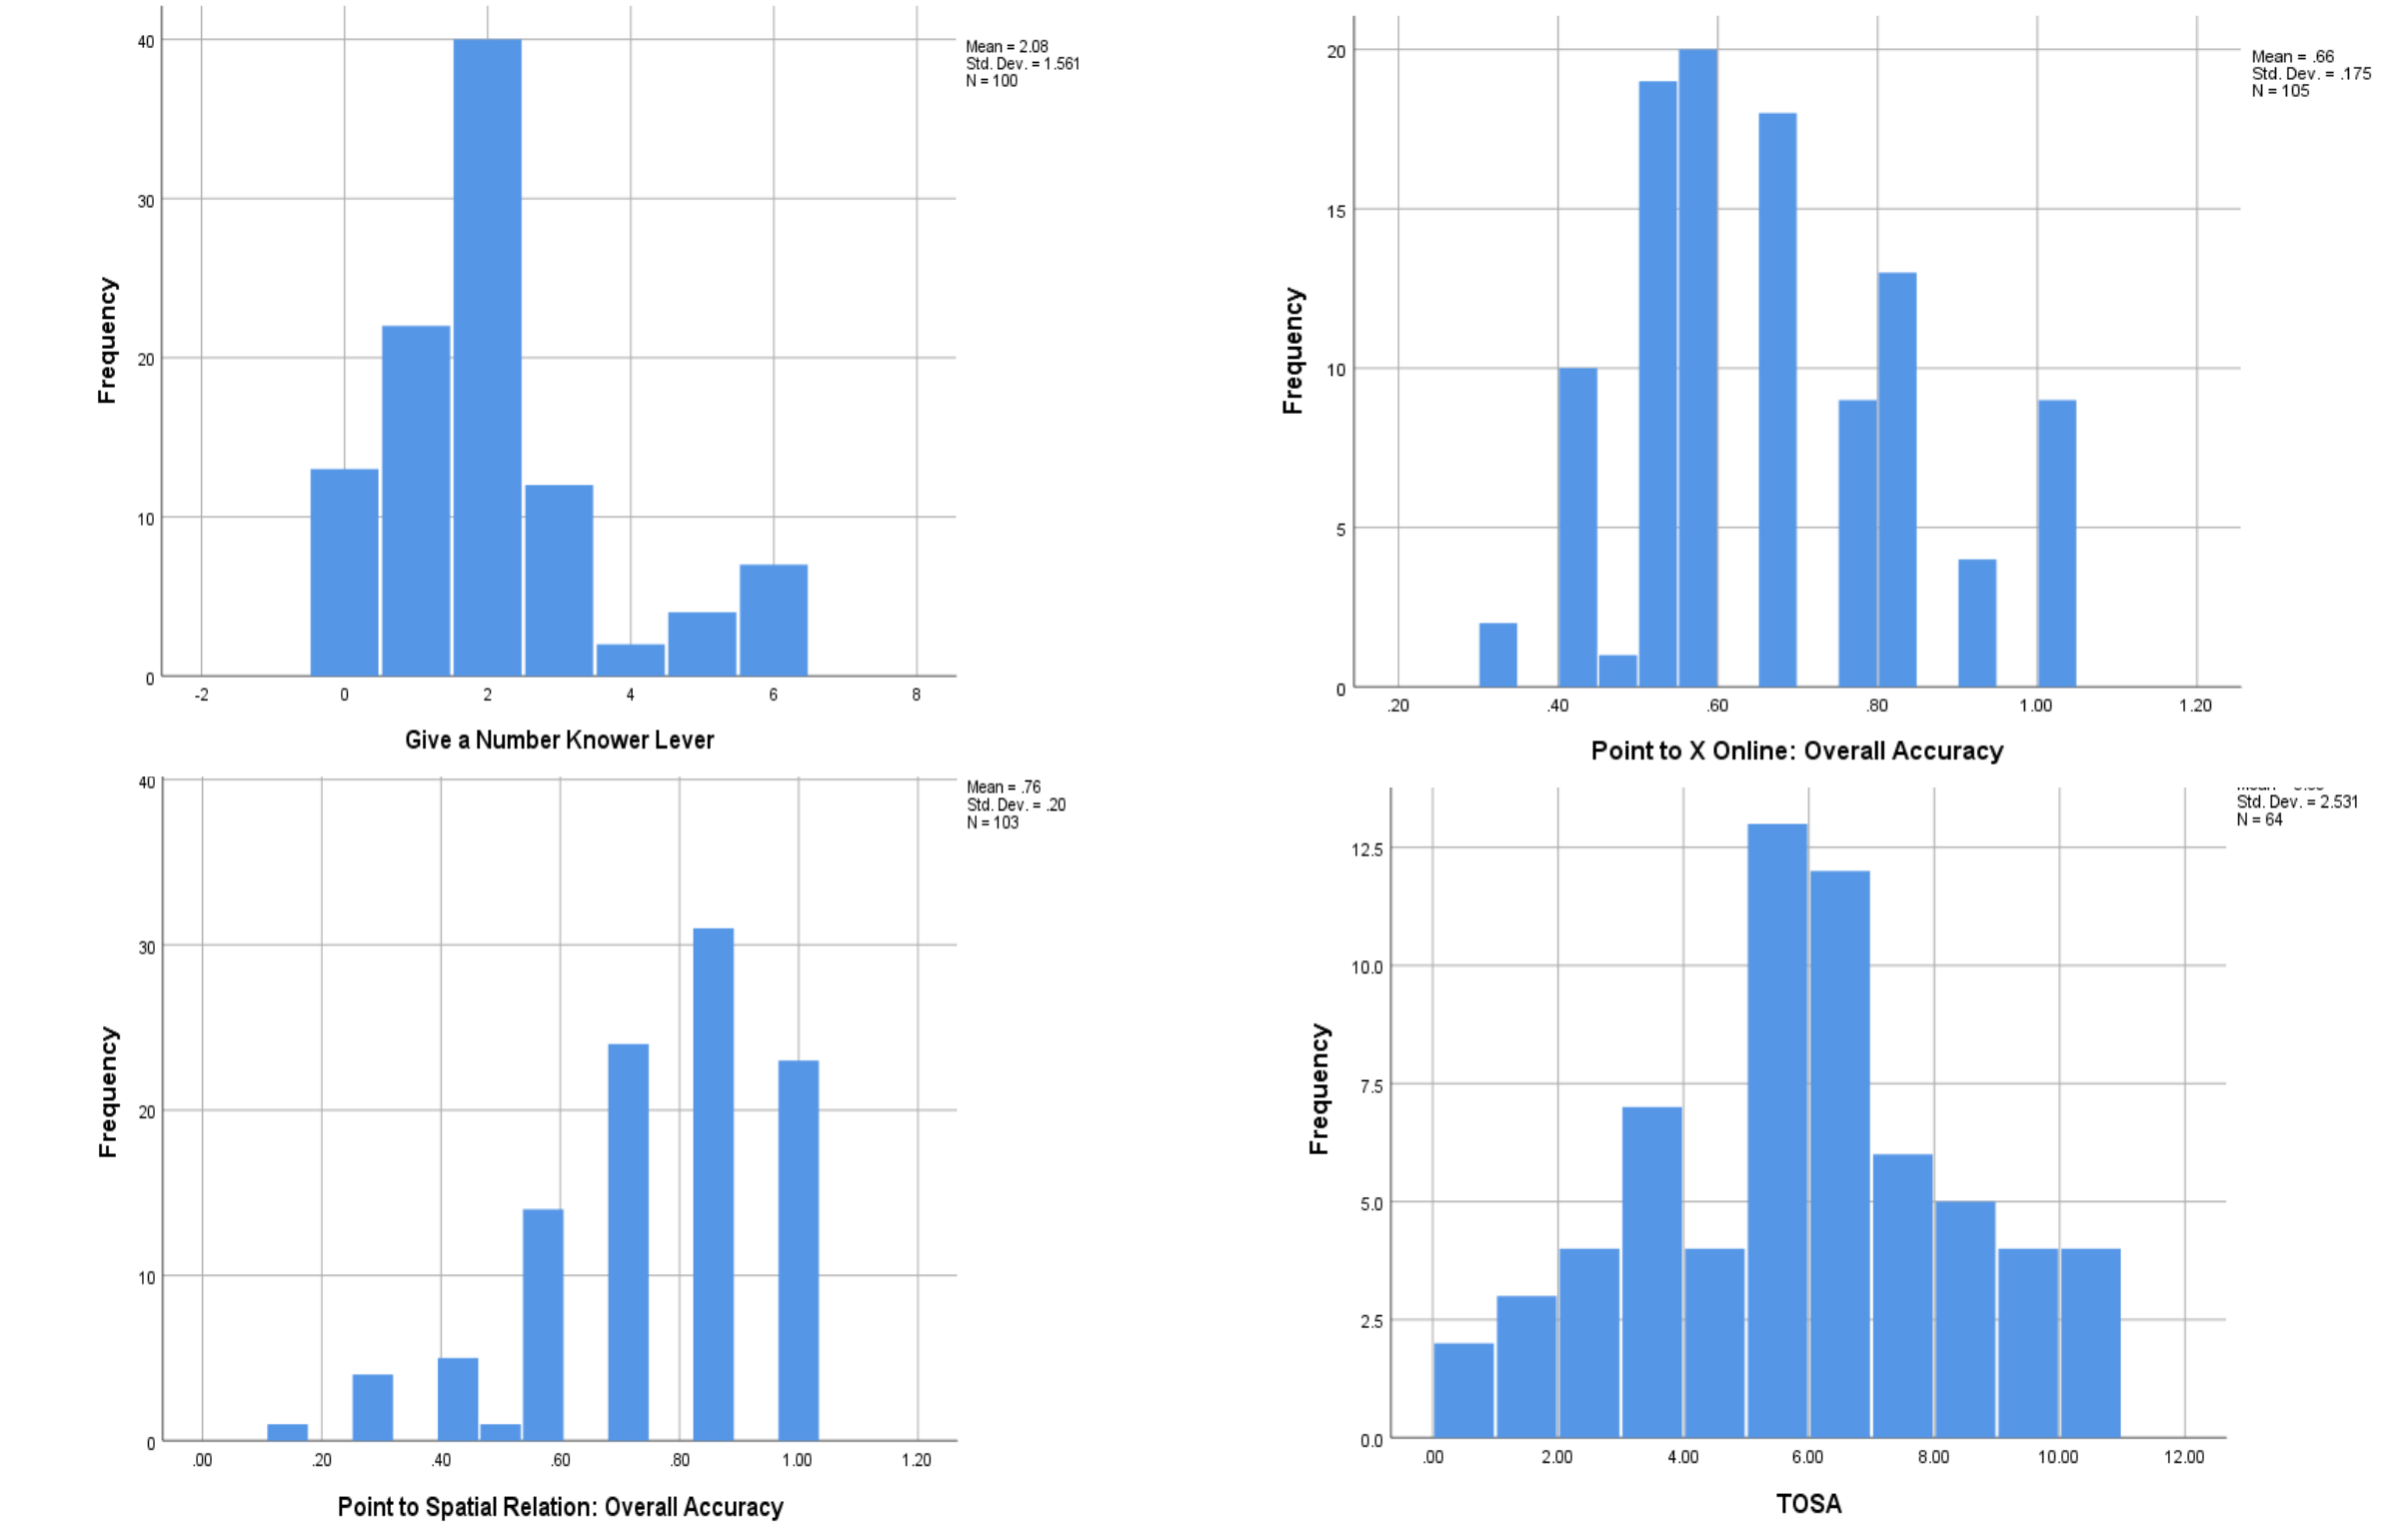 40
30
20
10
0
Frequency
-2 0 2 4 6 8
Give a Number Knower Lever
Mean = 2.08
Std. Dev. = 1.561
N = 100
20
15
10
5
0
Frequency
.20 .40 .60 .80 1.00 1.20
Point to X Online: Overall Accuracy
Mean = .66
Std. Dev. = .175
N = 105
40
30
20
10
0
Frequency
.00 .20 .40 .60 .80 1.00 1.20
Point to Spatial Relation: Overall Accuracy
Mean = .76
Std. Dev. = .20
N = 103
12.5
10.0
7.5
5.0
2.5
0.0
Frequency
.00 2.00 4.00 6.00 8.00 10.00 12.00
TOSA
Std. Dev. = 2.531
N = 64